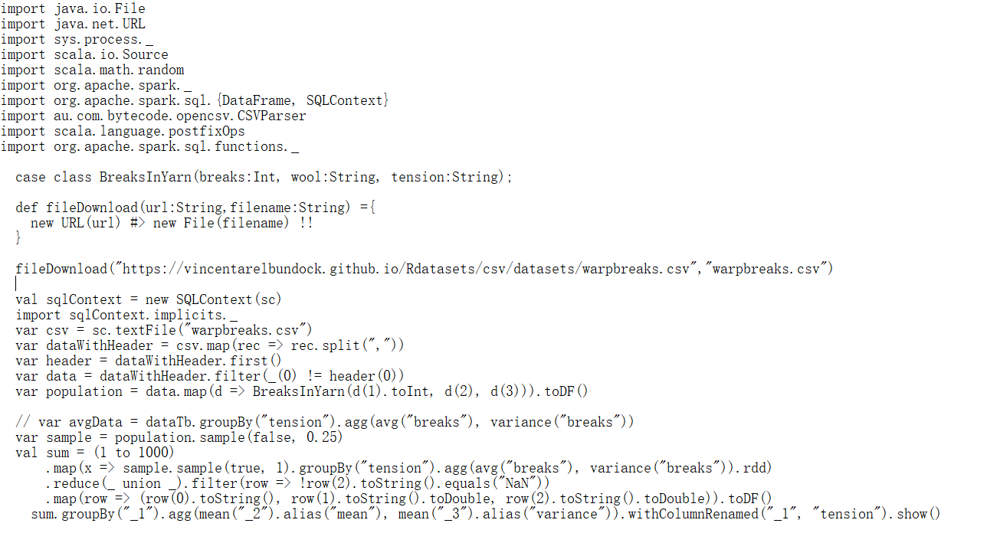 import java.io.File
import java.net.URL
import sys.process._
import scala.io.Source
import scala.math.random
import org.apache.spark._
import org.apache.spark.sql.{DataFrame, SQLContext}
import au.com.bytecode.opencsv.CSVParser
import scala.language.postfixOps
import org.apache.spark.sql.functions._

  case class BreaksInYarn(breaks:Int, wool:String, tension:String);

  def fileDownload(url:String,filename:String) ={
    new URL(url) #> new File(filename) !!
  }

  fileDownload("https://vincentarelbundock.github.io/Rdatasets/csv/datasets/warpbreaks.csv","warpbreaks.csv")

  val sqlContext = new SQLContext(sc)
  import sqlContext.implicits._
  var csv = sc.textFile("warpbreaks.csv")
  var dataWithHeader = csv.map(rec => rec.split(","))
  var header = dataWithHeader.first()
  var data = dataWithHeader.filter(_(0) != header(0))
  var population = data.map(d => BreaksInYarn(d(1).toInt, d(2), d(3))).toDF()

  // var avgData = dataTb.groupBy("tension").agg(avg("breaks"), variance("breaks"))
  var sample = population.sample(false, 0.25)
  val sum = (1 to 1000)
      .map(x => sample.sample(true, 1).groupBy("tension").agg(avg("breaks"), variance("breaks")).rdd)
      .reduce(_ union _).filter(row => !row(2).toString().equals("NaN"))
      .map(row => (row(0).toString(), row(1).toString().toDouble, row(2).toString().toDouble)).toDF()
    sum.groupBy("_1").agg(mean("_2").alias("mean"), mean("_3").alias("variance")).withColumnRenamed("_1", "tension").show()